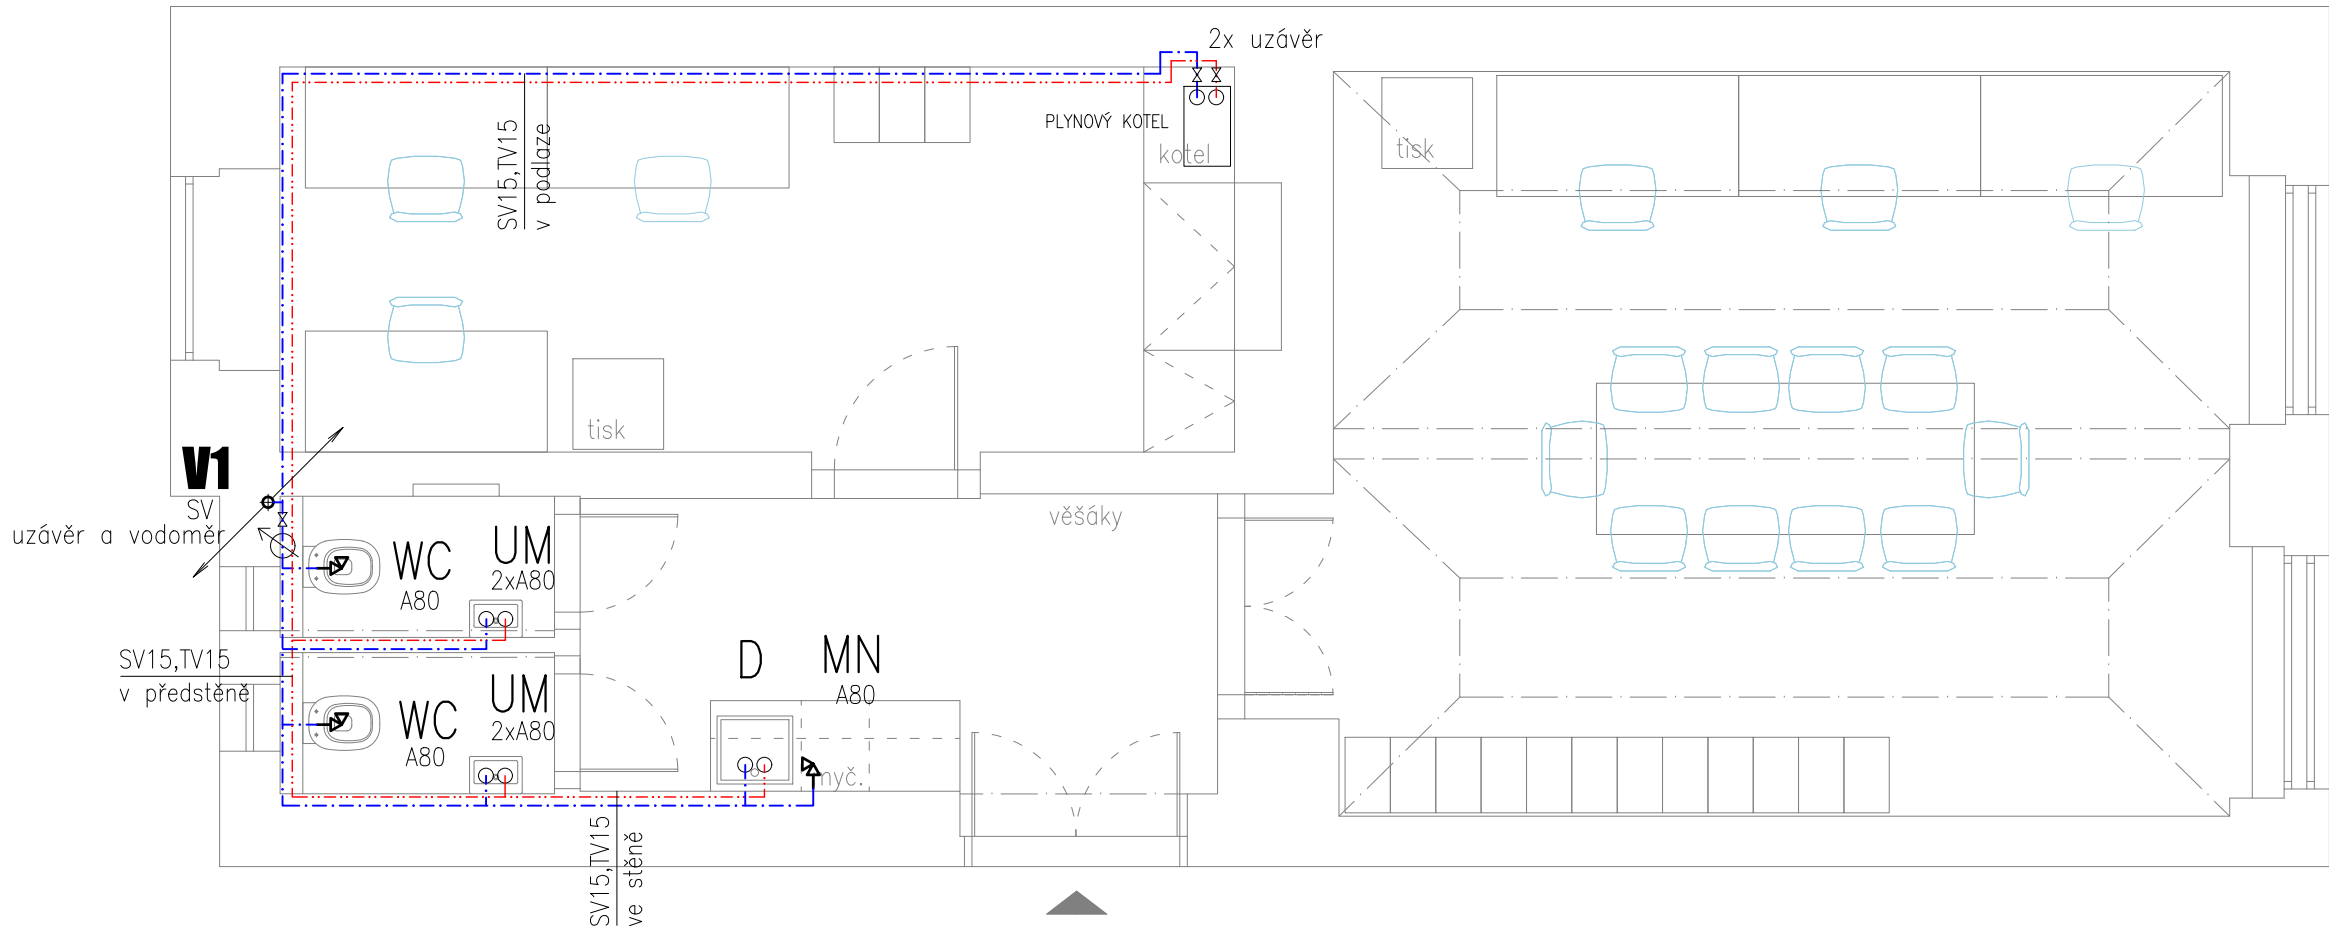 2x uzávěr
PLYNOVÝ KOTEL
kotel
tisk
SV15,TV15
v podlaze
tisk
V1
SV
uzávěr a vodoměr
věšáky
WC
A80
UM
2xA80
SV15,TV15
v předstěně
D
MN
A80
WC
A80
UM
2xA80
myč.
SV15,TV15
ve stěně